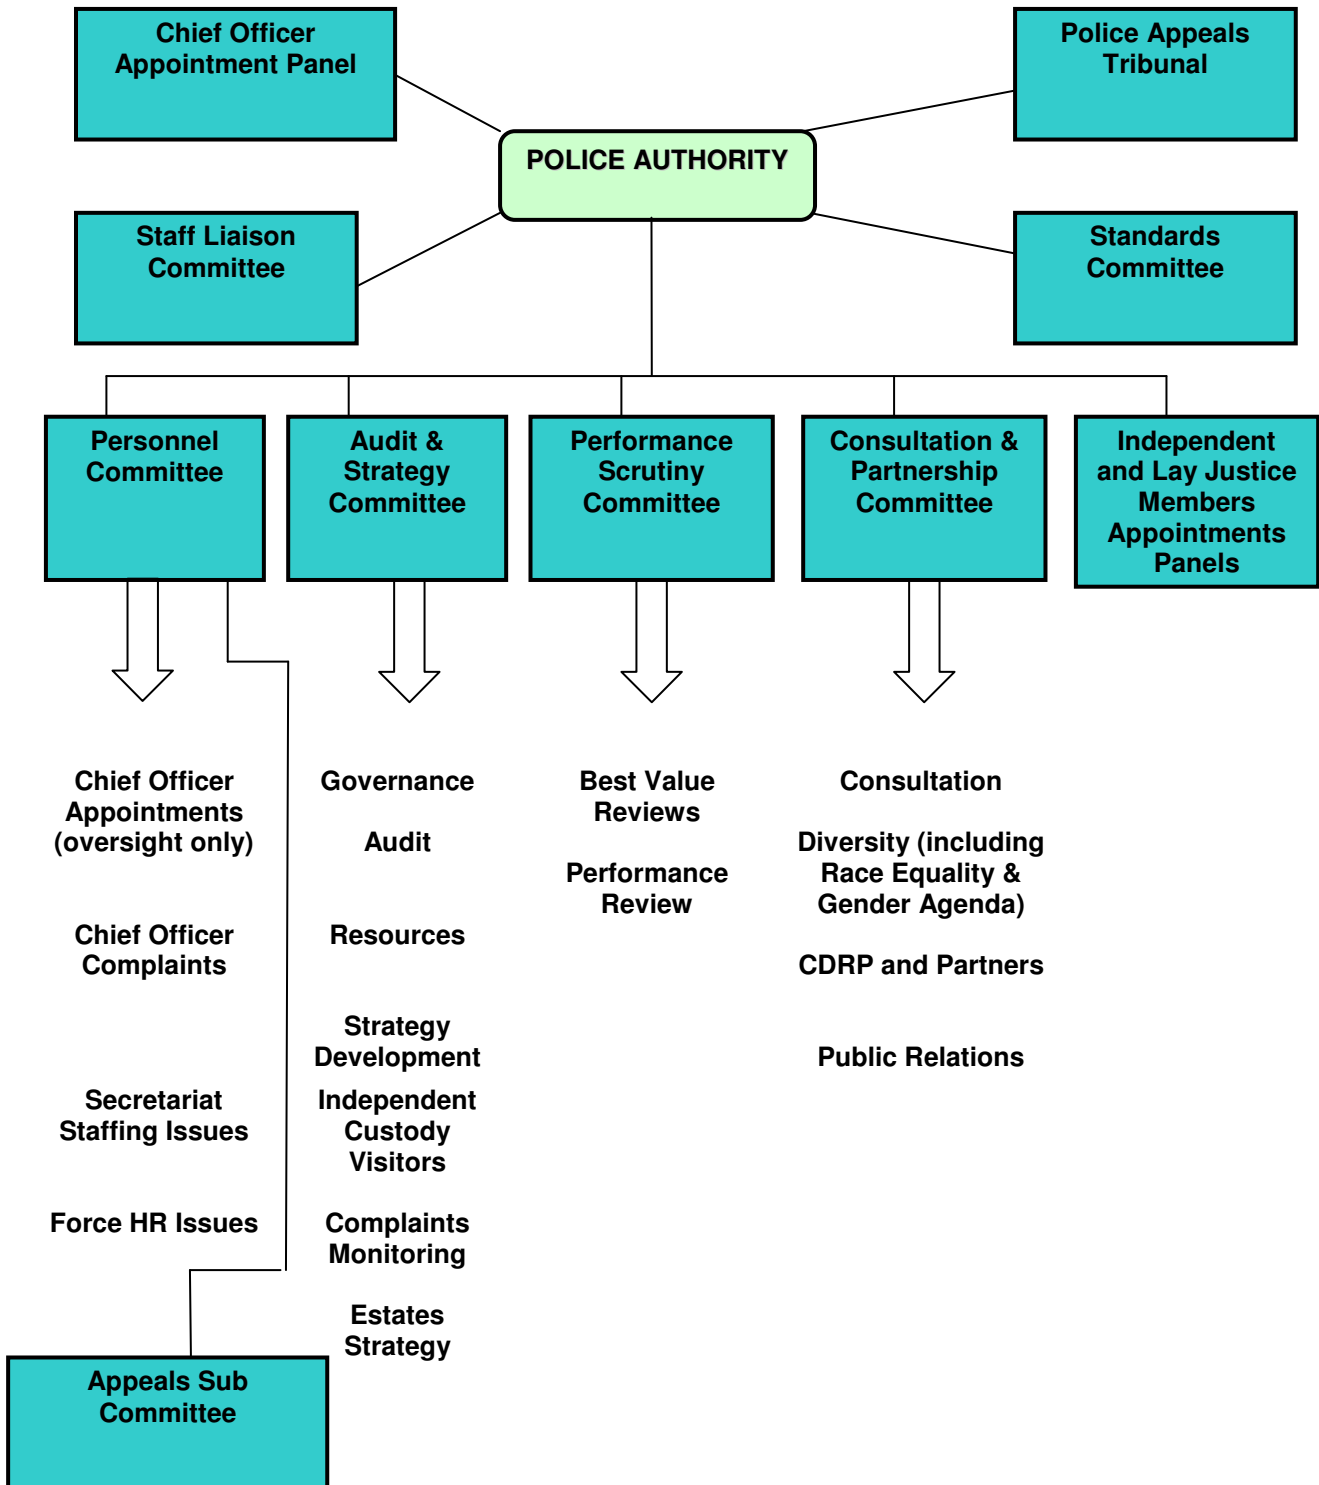 Chief Officer
Appointment Panel
Police Appeals
Tribunal
POLICE AUTHORITY
Staff Liaison
Committee
Standards
Committee
Personnel
Committee
Audit &
Strategy
Committee
Performance
Scrutiny
Committee
Consultation &
Partnership
Committee
Independent
and Lay Justice
Members
Appointments
Panels
Chief Officer
Appointments
(oversight only)
Chief Officer
Complaints
Secretariat
Staffing Issues
Force HR Issues
Governance
Audit
Resources
Strategy
Development
Independent
Custody
Visitors
Complaints
Monitoring
Estates
Strategy
Best Value
Reviews
Performance
Review
Consultation
Diversity (including
Race Equality &
Gender Agenda)
CDRP and Partners
Public Relations
Appeals Sub
Committee